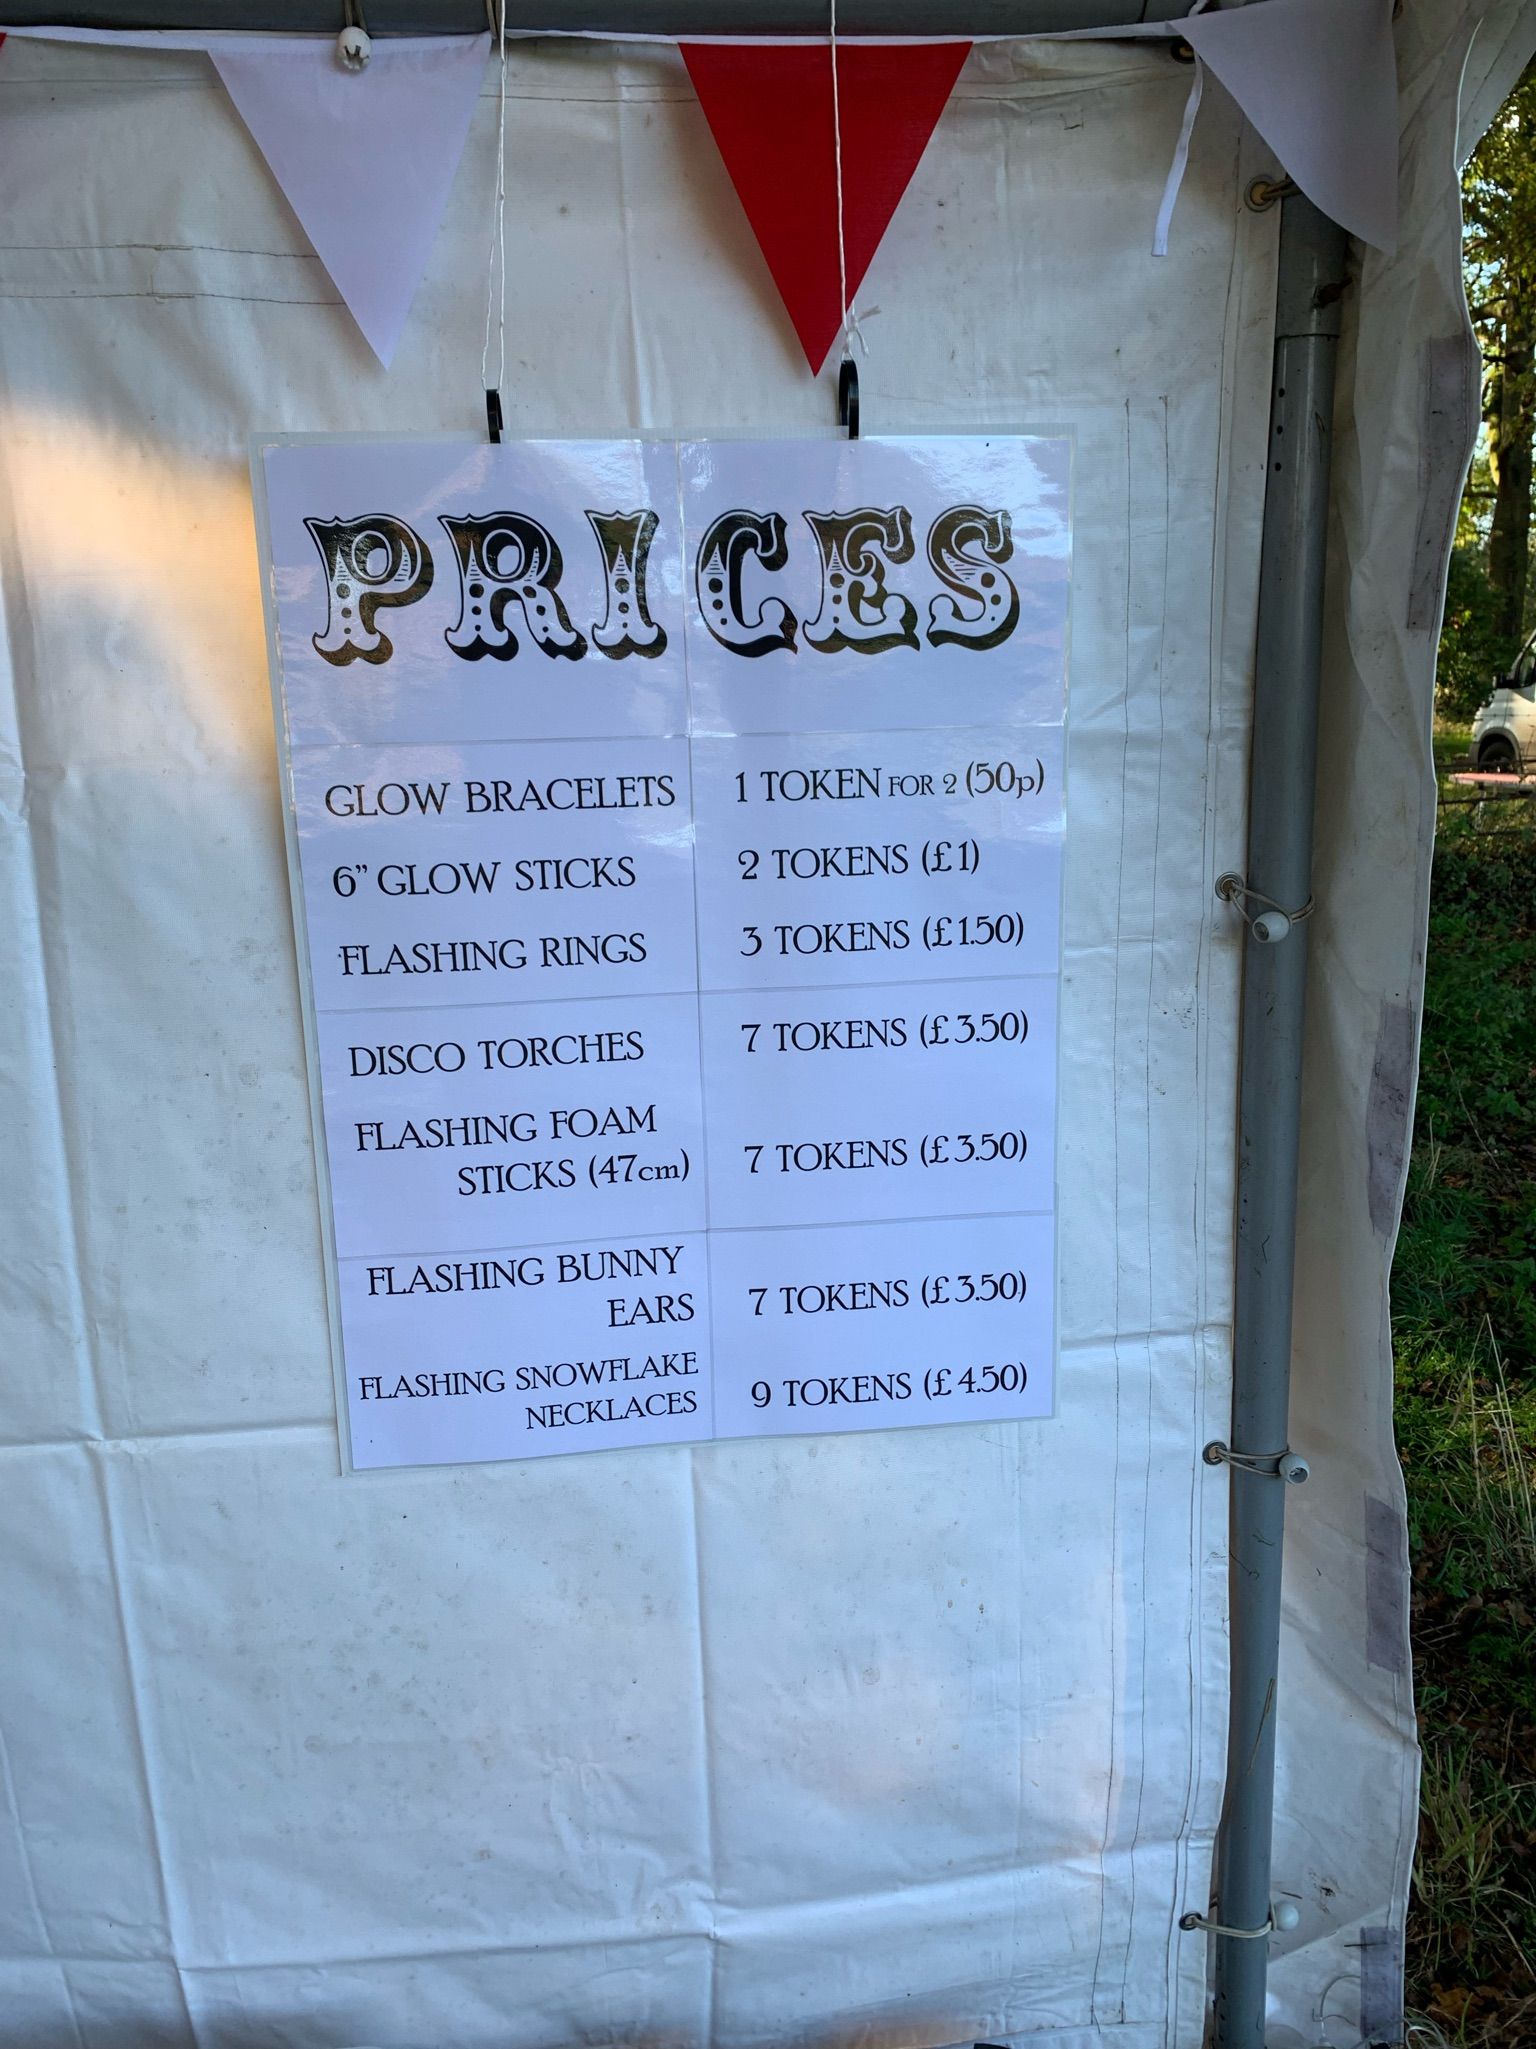 PRICES
GLOW BRACELETS 1 TOKEN FOR 2 (50p)
6" GLOW STICKS 2 TOKENS (£1)
FLASHING RINGS 3 TOKENS (£1.50)
DISCO TORCHES 7 TOKENS (£3.50)
FLASHING FOAM
STICKS (47cm) 7 TOKENS (£3.50)
FLASHING BUNNY
EARS 7 TOKENS (£3.50)
FLASHING SNOWFLAKE
NECKLACES 9 TOKENS (£4.50)